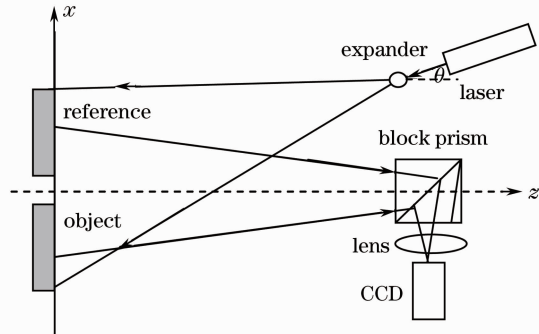 x
expander
θ
laser
reference
block prism
z
object
lens
CCD